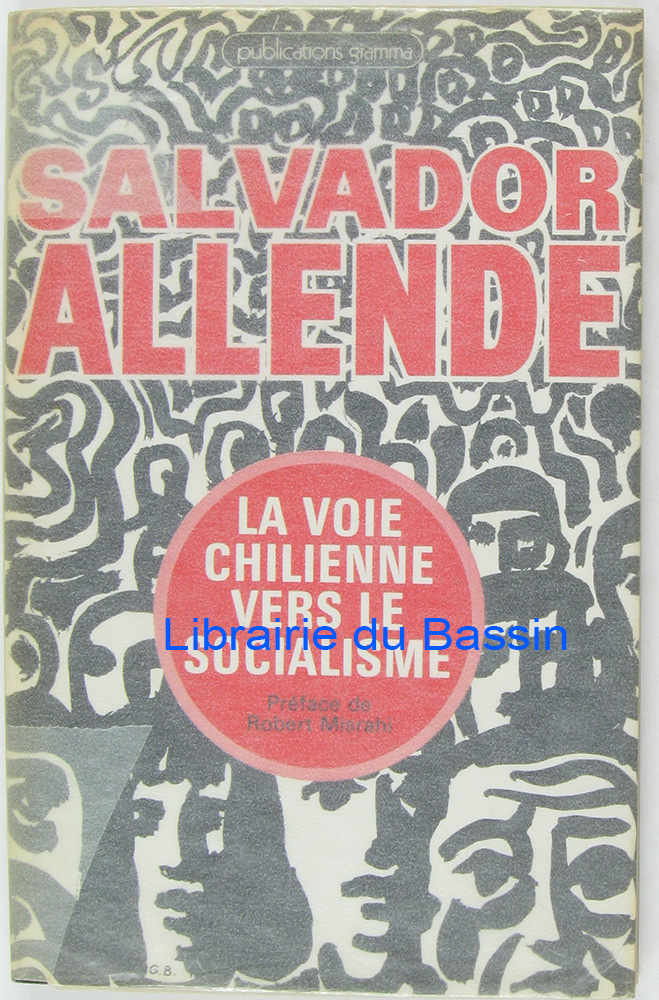 publications gramma
SALVADOR
ALLENDE
LA VOIE
CHILIENNE
VERS LE
Librairie du Bassin
SOCIALISME
Préface de
Robert Misrahi
G.B.